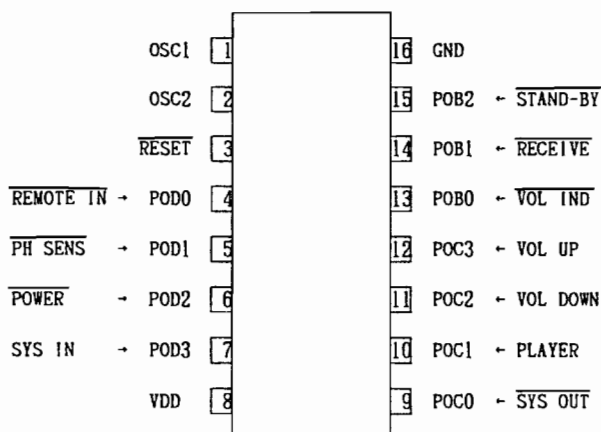 OSC1 1 16 GND
OSC2 2 15 POB2 ← STAND-BY
RESET 3 14 POB1 ← RECEIVE
REMOTE IN → POD0 4 13 POB0 ← VOL IND
PH SENS → POD1 5 12 POC3 ← VOL UP
POWER → POD2 6 11 POC2 ← VOL DOWN
SYS IN → POD3 7 10 POC1 ← PLAYER
VDD 8 9 POC0 ← SYS OUT